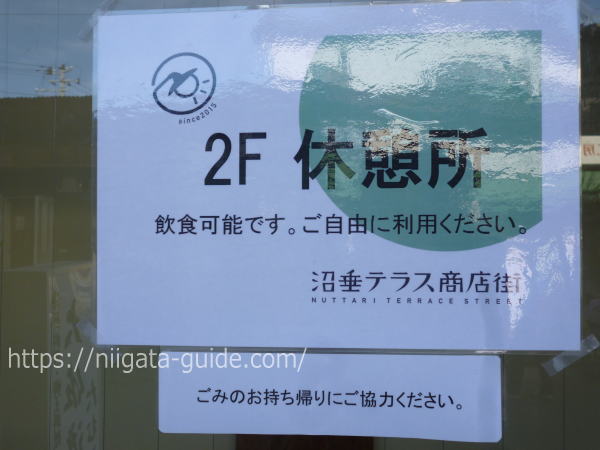 since2015
2F 休憩所
飲食可能です。ご自由に利用ください。
沼垂テラス商店街
NUTTARI TERRACE STREET
https://niigata-guide.com/
ごみのお持ち帰りにご協力ください。